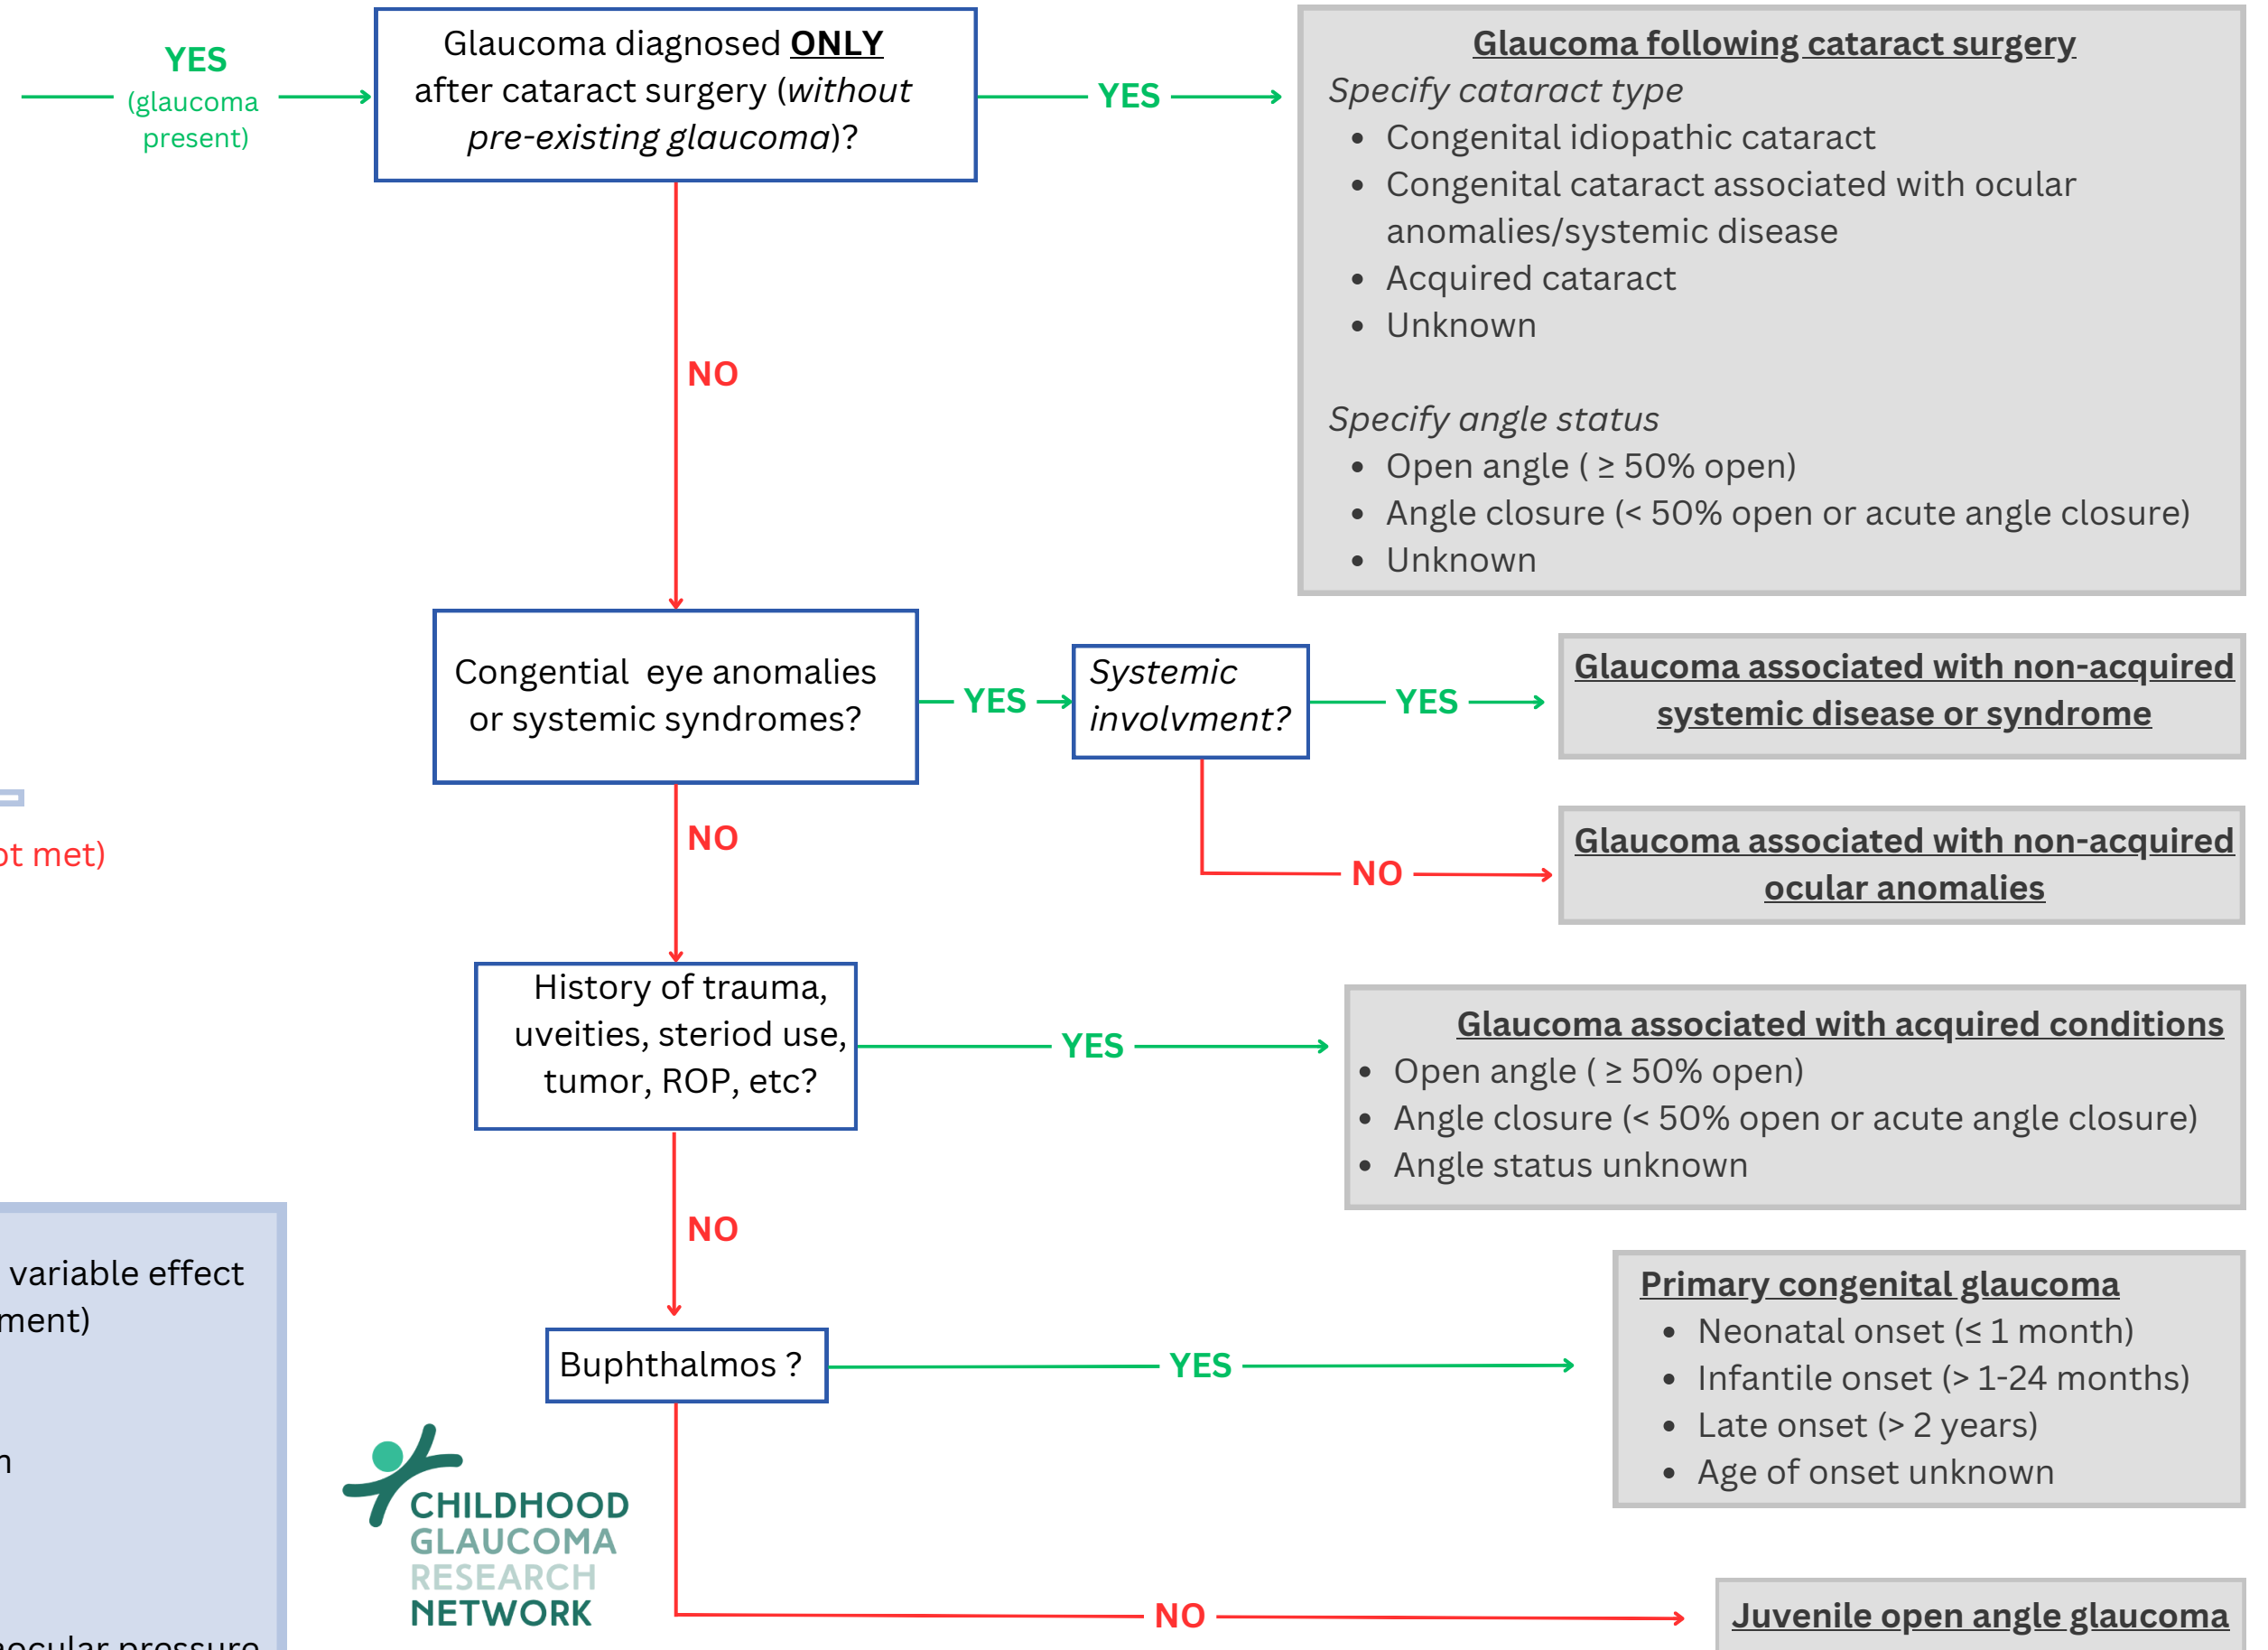 YES
(glaucoma
present)
Glaucoma diagnosed ONLY
after cataract surgery (without
pre-existing glaucoma)?
YES
Glaucoma following cataract surgery
Specify cataract type
• Congenital idiopathic cataract
• Congenital cataract associated with ocular
anomalies/systemic disease
• Acquired cataract
• Unknown
Specify angle status
• Open angle ( ≥ 50% open)
• Angle closure (< 50% open or acute angle closure)
• Unknown
NO
Congential eye anomalies
or systemic syndromes?
YES
Systemic
involvment?
YES
Glaucoma associated with non-acquired
systemic disease or syndrome
NO
Glaucoma associated with non-acquired
ocular anomalies
NO
met)
History of trauma,
uveities, steriod use,
tumor, ROP, etc?
YES
Glaucoma associated with acquired conditions
• Open angle ( ≥ 50% open)
• Angle closure (< 50% open or acute angle closure)
• Angle status unknown
NO
variable effect
ment)
Buphthalmos ?
YES
Primary congenital glaucoma
• Neonatal onset (≤ 1 month)
• Infantile onset (> 1-24 months)
• Late onset (> 2 years)
• Age of onset unknown
CHILDHOOD
GLAUCOMA
RESEARCH
NETWORK
NO
Juvenile open angle glaucoma
pressure